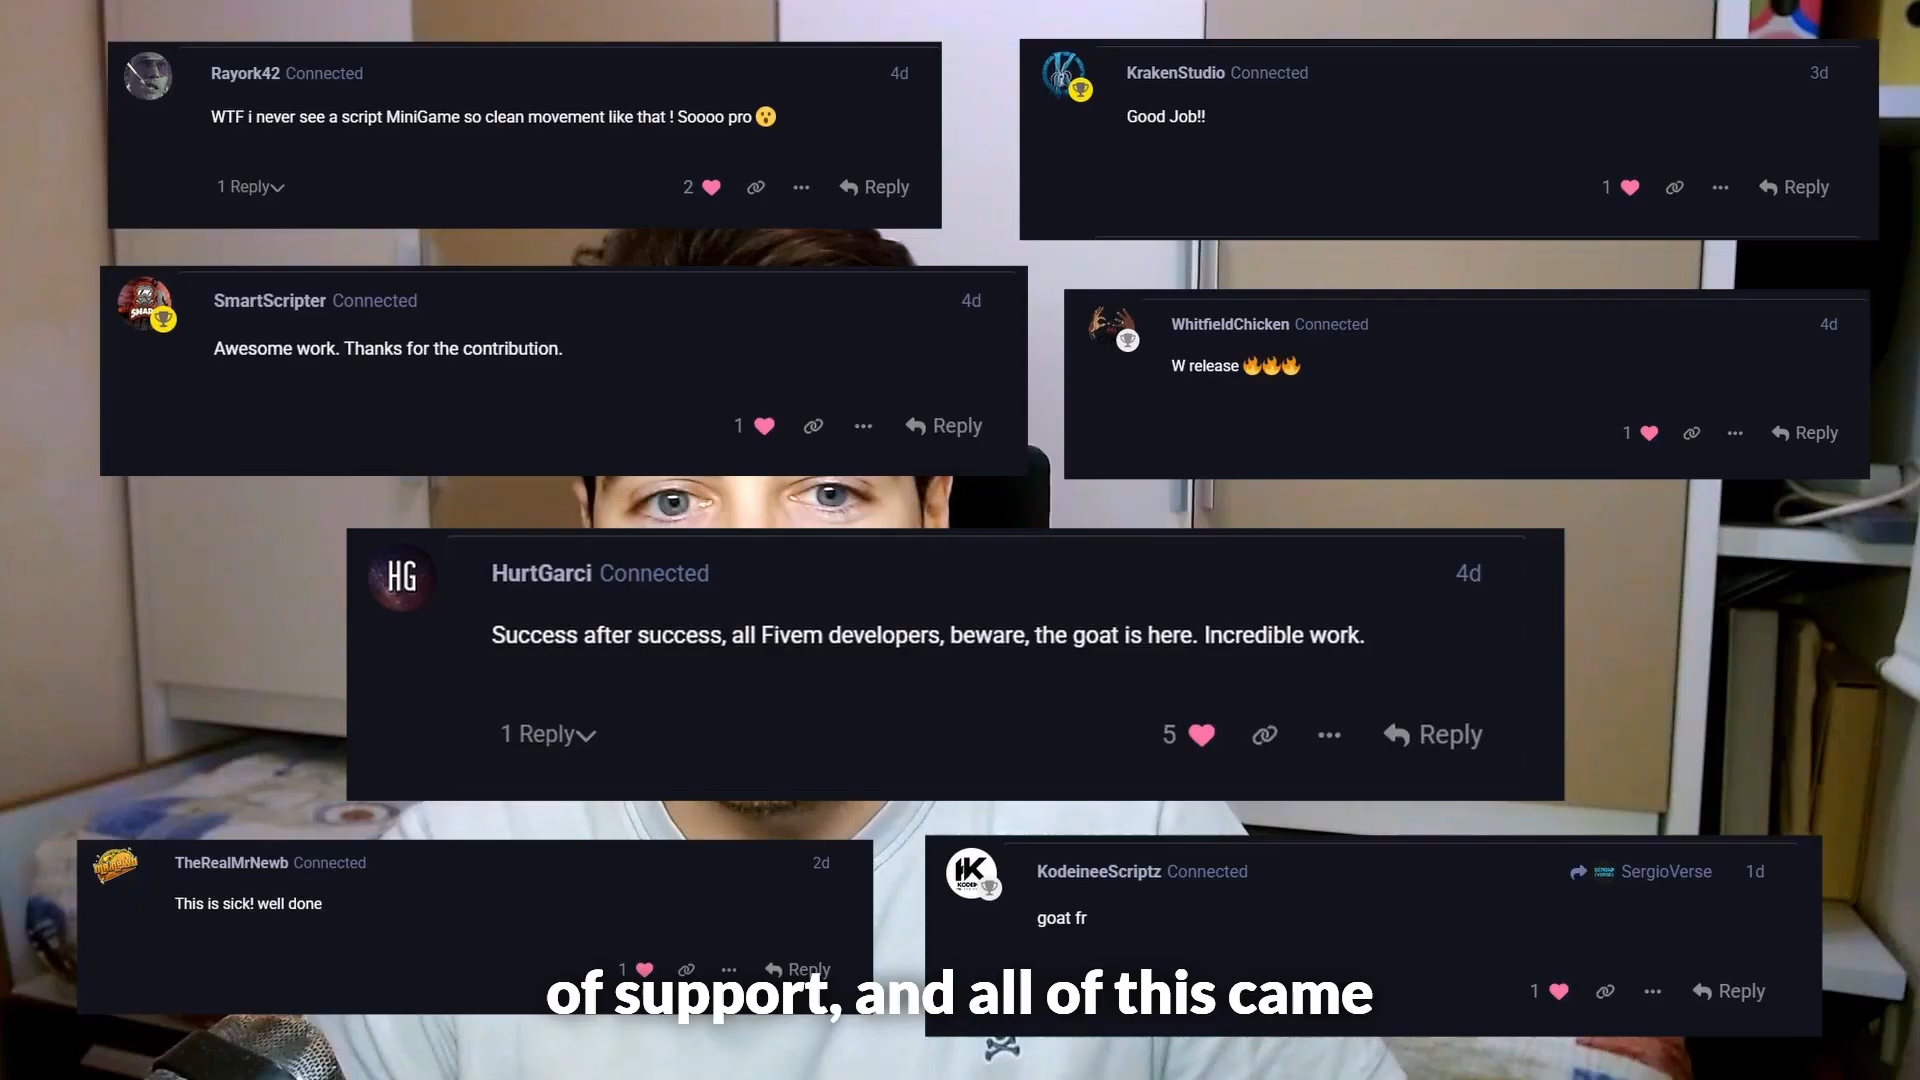 Rayork42 Connected 4d
WTF i never see a script MiniGame so clean movement like that ! Soooo pro 😮
1 Reply 2 Reply
KrakenStudio Connected 3d
Good Job!!
1 Reply
SmartScripter Connected 4d
Awesome work. Thanks for the contribution.
1 Reply
WhitfieldChicken Connected 4d
W release 🔥🔥🔥
1 Reply
HG
HurtGarci Connected 4d
Success after success, all Fivem developers, beware, the goat is here. Incredible work.
1 Reply 5 Reply
TheRealMrNewb Connected 2d
This is sick! well done
1 Reply
KodeineeScriptz Connected SergioVerse 1d
goat fr
1 Reply
of support, and all of this came